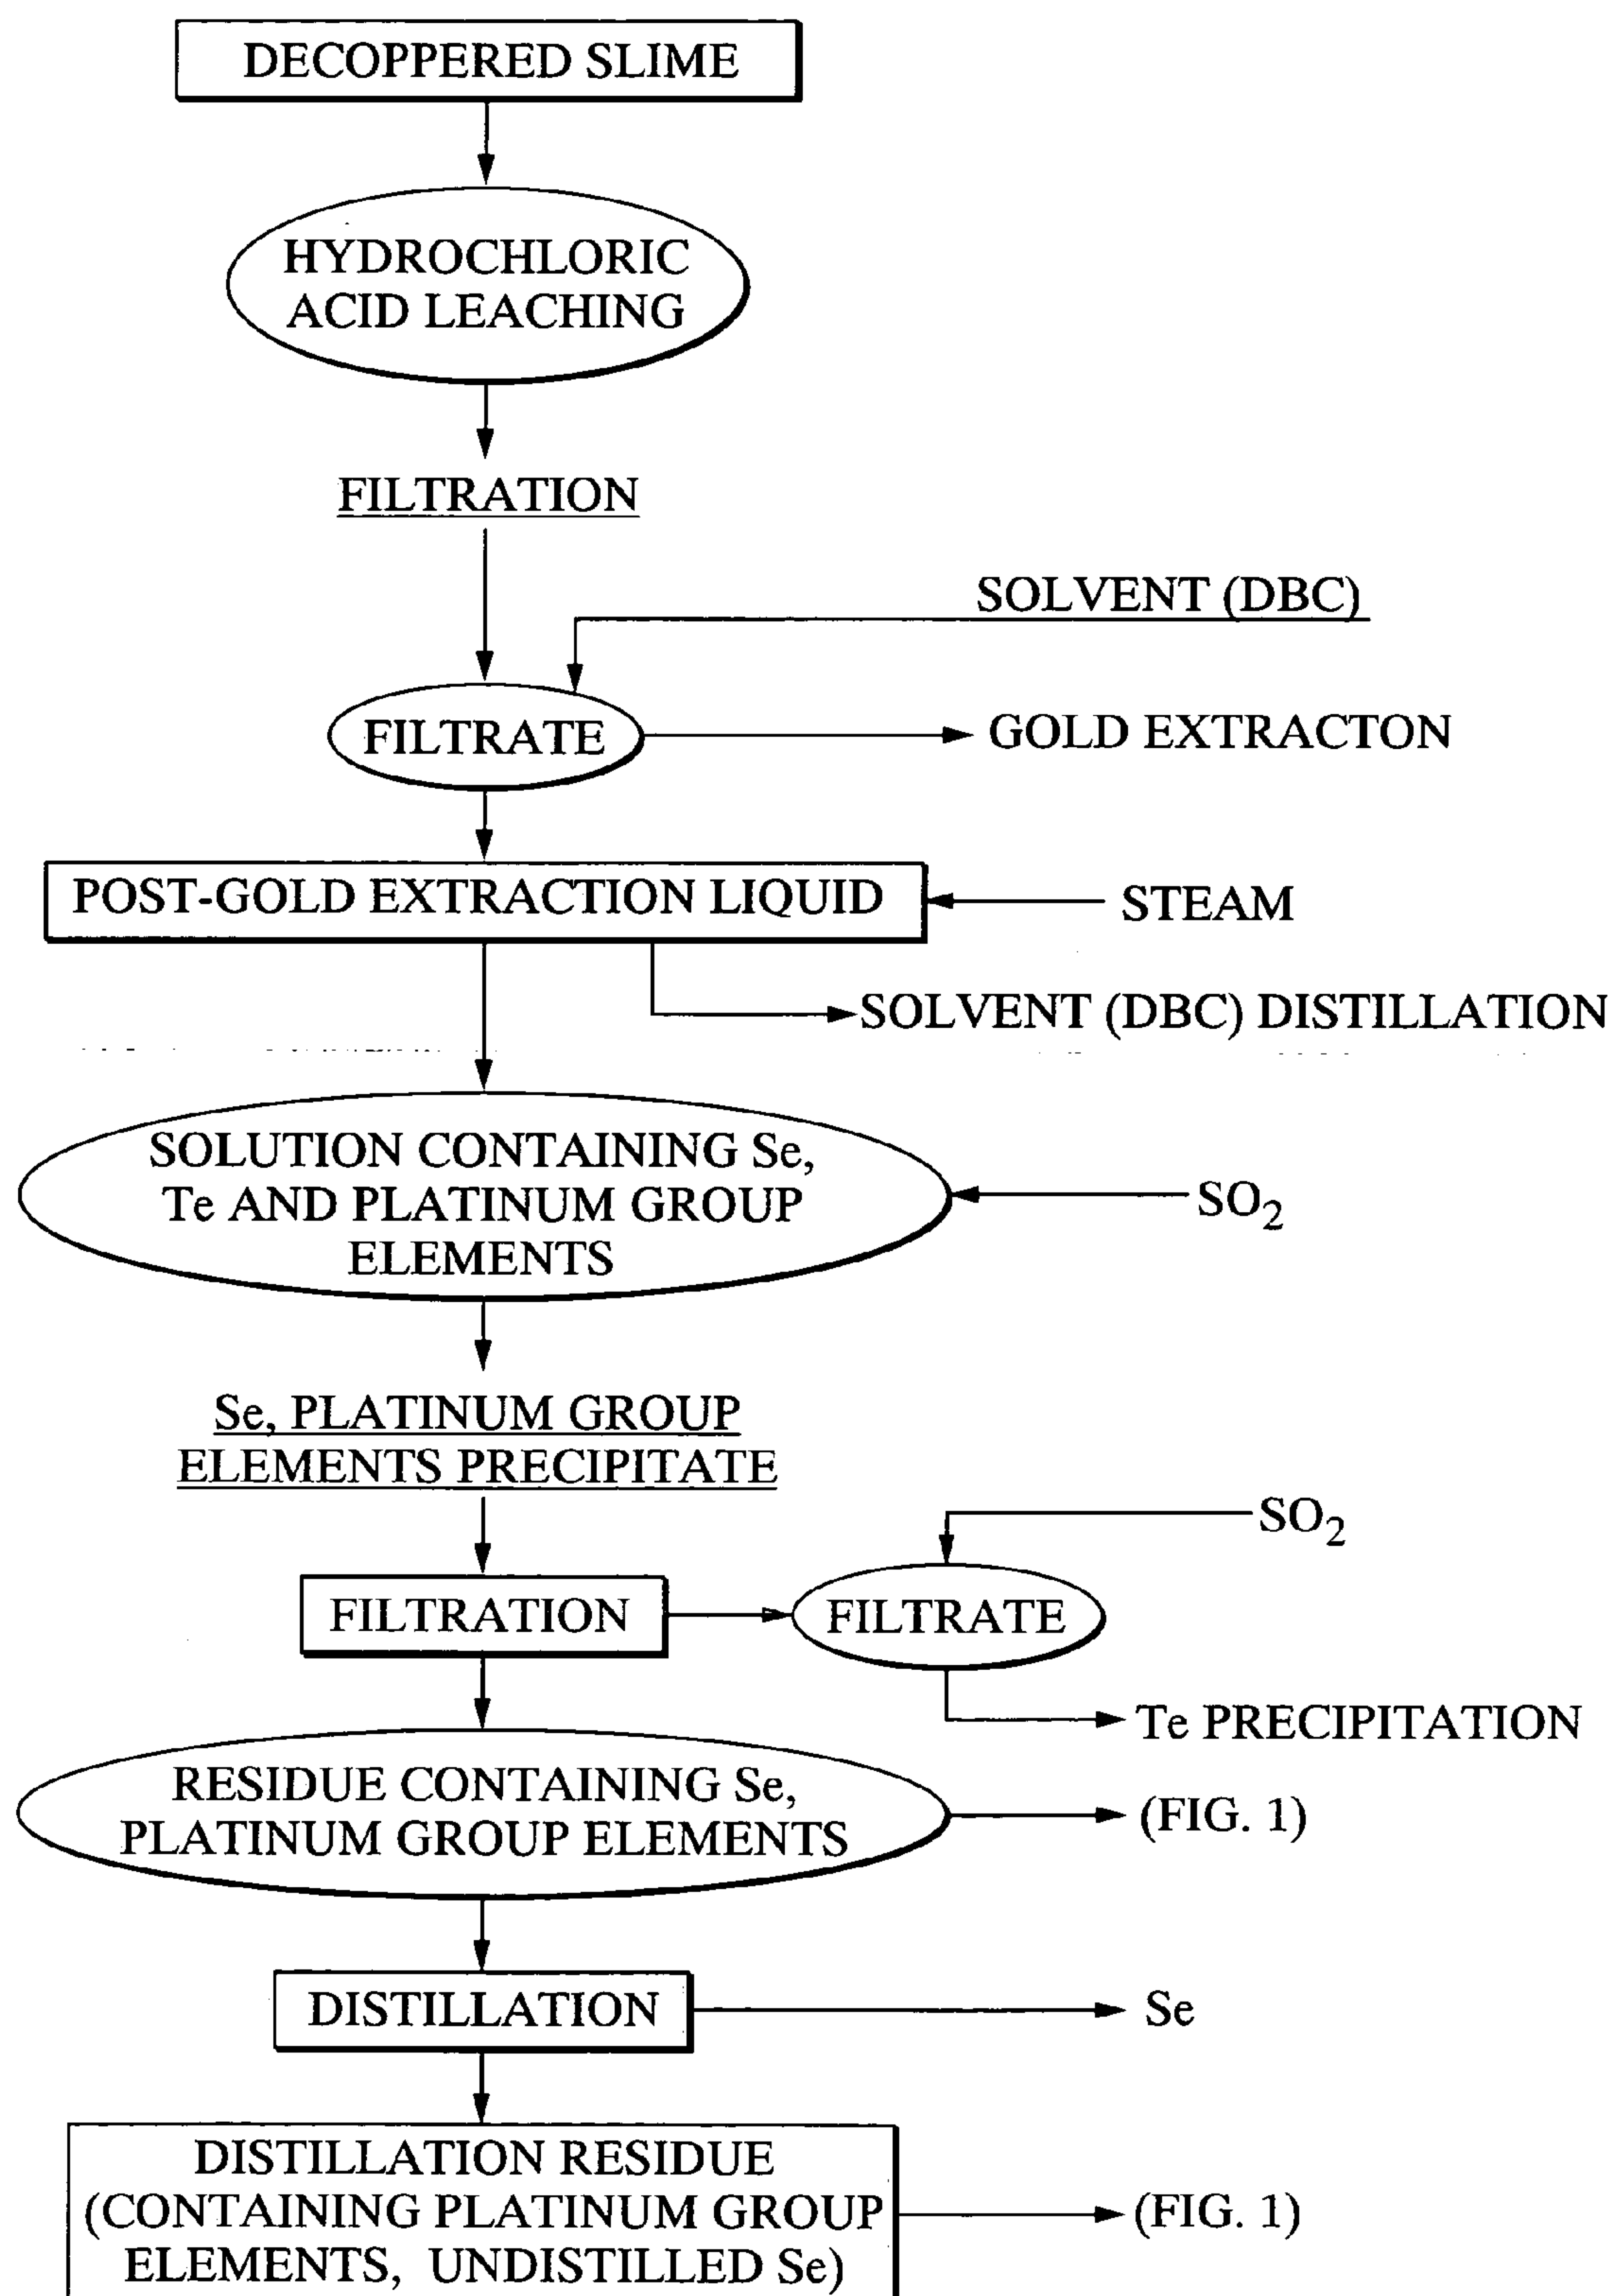 DECOPPERED SLIME
HYDROCHLORIC
ACID LEACHING
FILTRATION
SOLVENT (DBC)
FILTRATE
GOLD EXTRACTON
POST-GOLD EXTRACTION LIQUID
STEAM
SOLVENT (DBC) DISTILLATION
SOLUTION CONTAINING Se,
Te AND PLATINUM GROUP
ELEMENTS
SO2
Se, PLATINUM GROUP
ELEMENTS PRECIPITATE
SO2
FILTRATION
FILTRATE
Te PRECIPITATION
RESIDUE CONTAINING Se,
PLATINUM GROUP ELEMENTS
(FIG. 1)
DISTILLATION
Se
DISTILLATION RESIDUE
(CONTAINING PLATINUM GROUP
ELEMENTS, UNDISTILLED Se)
(FIG. 1)